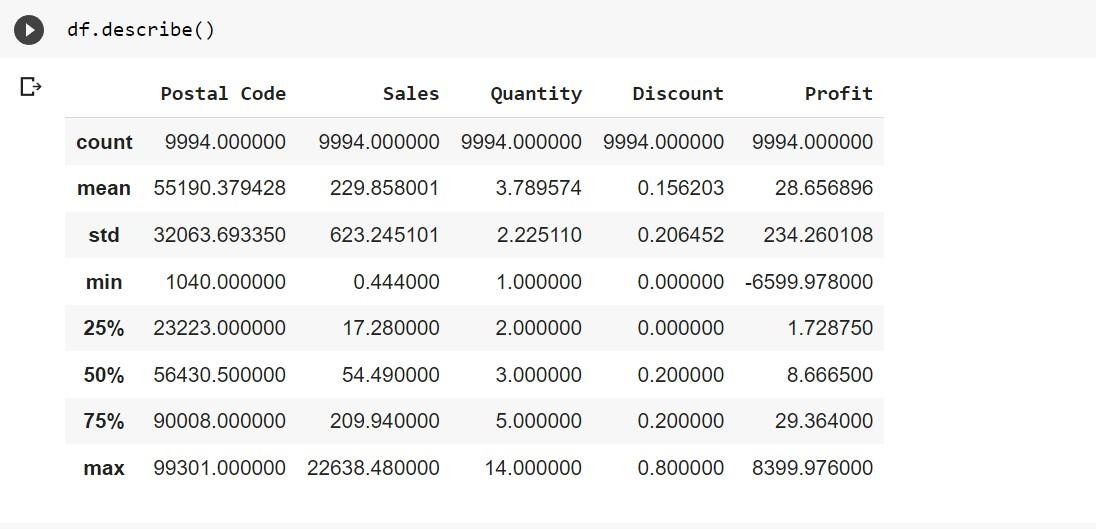 df.describe()
Postal Code Sales Quantity Discount Profit
count 9994.000000 9994.000000 9994.000000 9994.000000 9994.000000
mean 55190.379428 229.858001 3.789574 0.156203 28.656896
std 32063.693350 623.245101 2.225110 0.206452 234.260108
min 1040.000000 0.444000 1.000000 0.000000 -6599.978000
25% 23223.000000 17.280000 2.000000 0.000000 1.728750
50% 56430.500000 54.490000 3.000000 0.200000 8.666500
75% 90008.000000 209.940000 5.000000 0.200000 29.364000
max 99301.000000 22638.480000 14.000000 0.800000 8399.976000